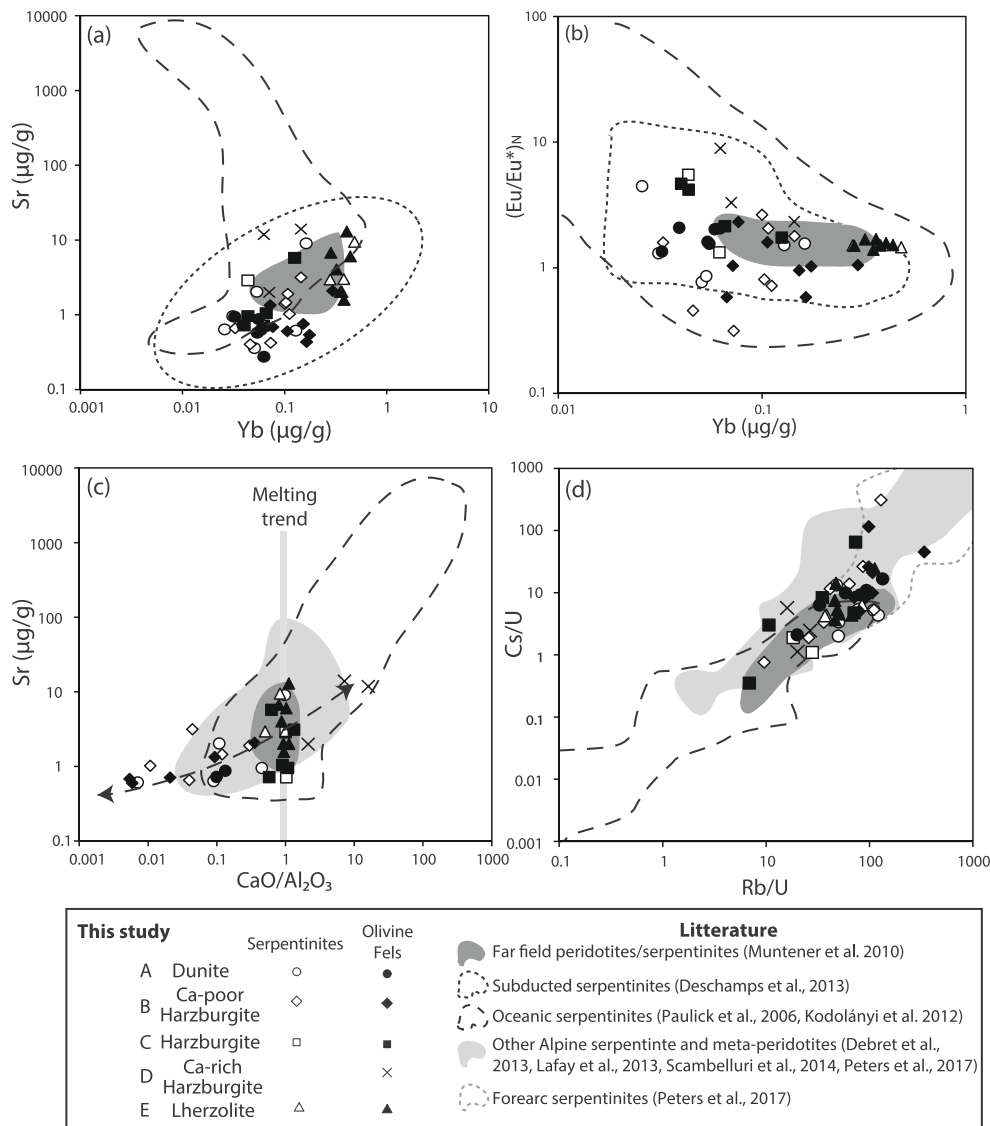 (a)
10000
1000
100
10
1
0.1
Sr (µg/g)
0.001
0.01
0.1
1
10
Yb (µg/g)
(b)
100
10
1
0.1
(Eu/Eu*)N
0.01
0.1
1
Yb (µg/g)
(c)
Melting
trend
10000
1000
100
10
1
0.1
Sr (µg/g)
0.001
0.01
0.1
1
10
100
1000
CaO/Al₂O₃
(d)
1000
100
10
1
0.1
0.01
0.001
Cs/U
0.1
1
10
100
1000
Rb/U
This study
Serpentinites
Olivine
Fels
A Dunite
B Ca-poor
Harzburgite
C Harzburgite
D Ca-rich
Harzburgite
E Lherzolite
Litterature
Far field peridotites/serpentinites (Muntener et al. 2010)
Subducted serpentinites (Deschamps et al., 2013)
Oceanic serpentinites (Paulick et al., 2006, Kodolányi et al. 2012)
Other Alpine serpentinte and meta-peridotites (Debret et al.,
2013, Lafay et al., 2013, Scambelluri et al., 2014, Peters et al., 2017)
Forearc serpentinites (Peters et al., 2017)